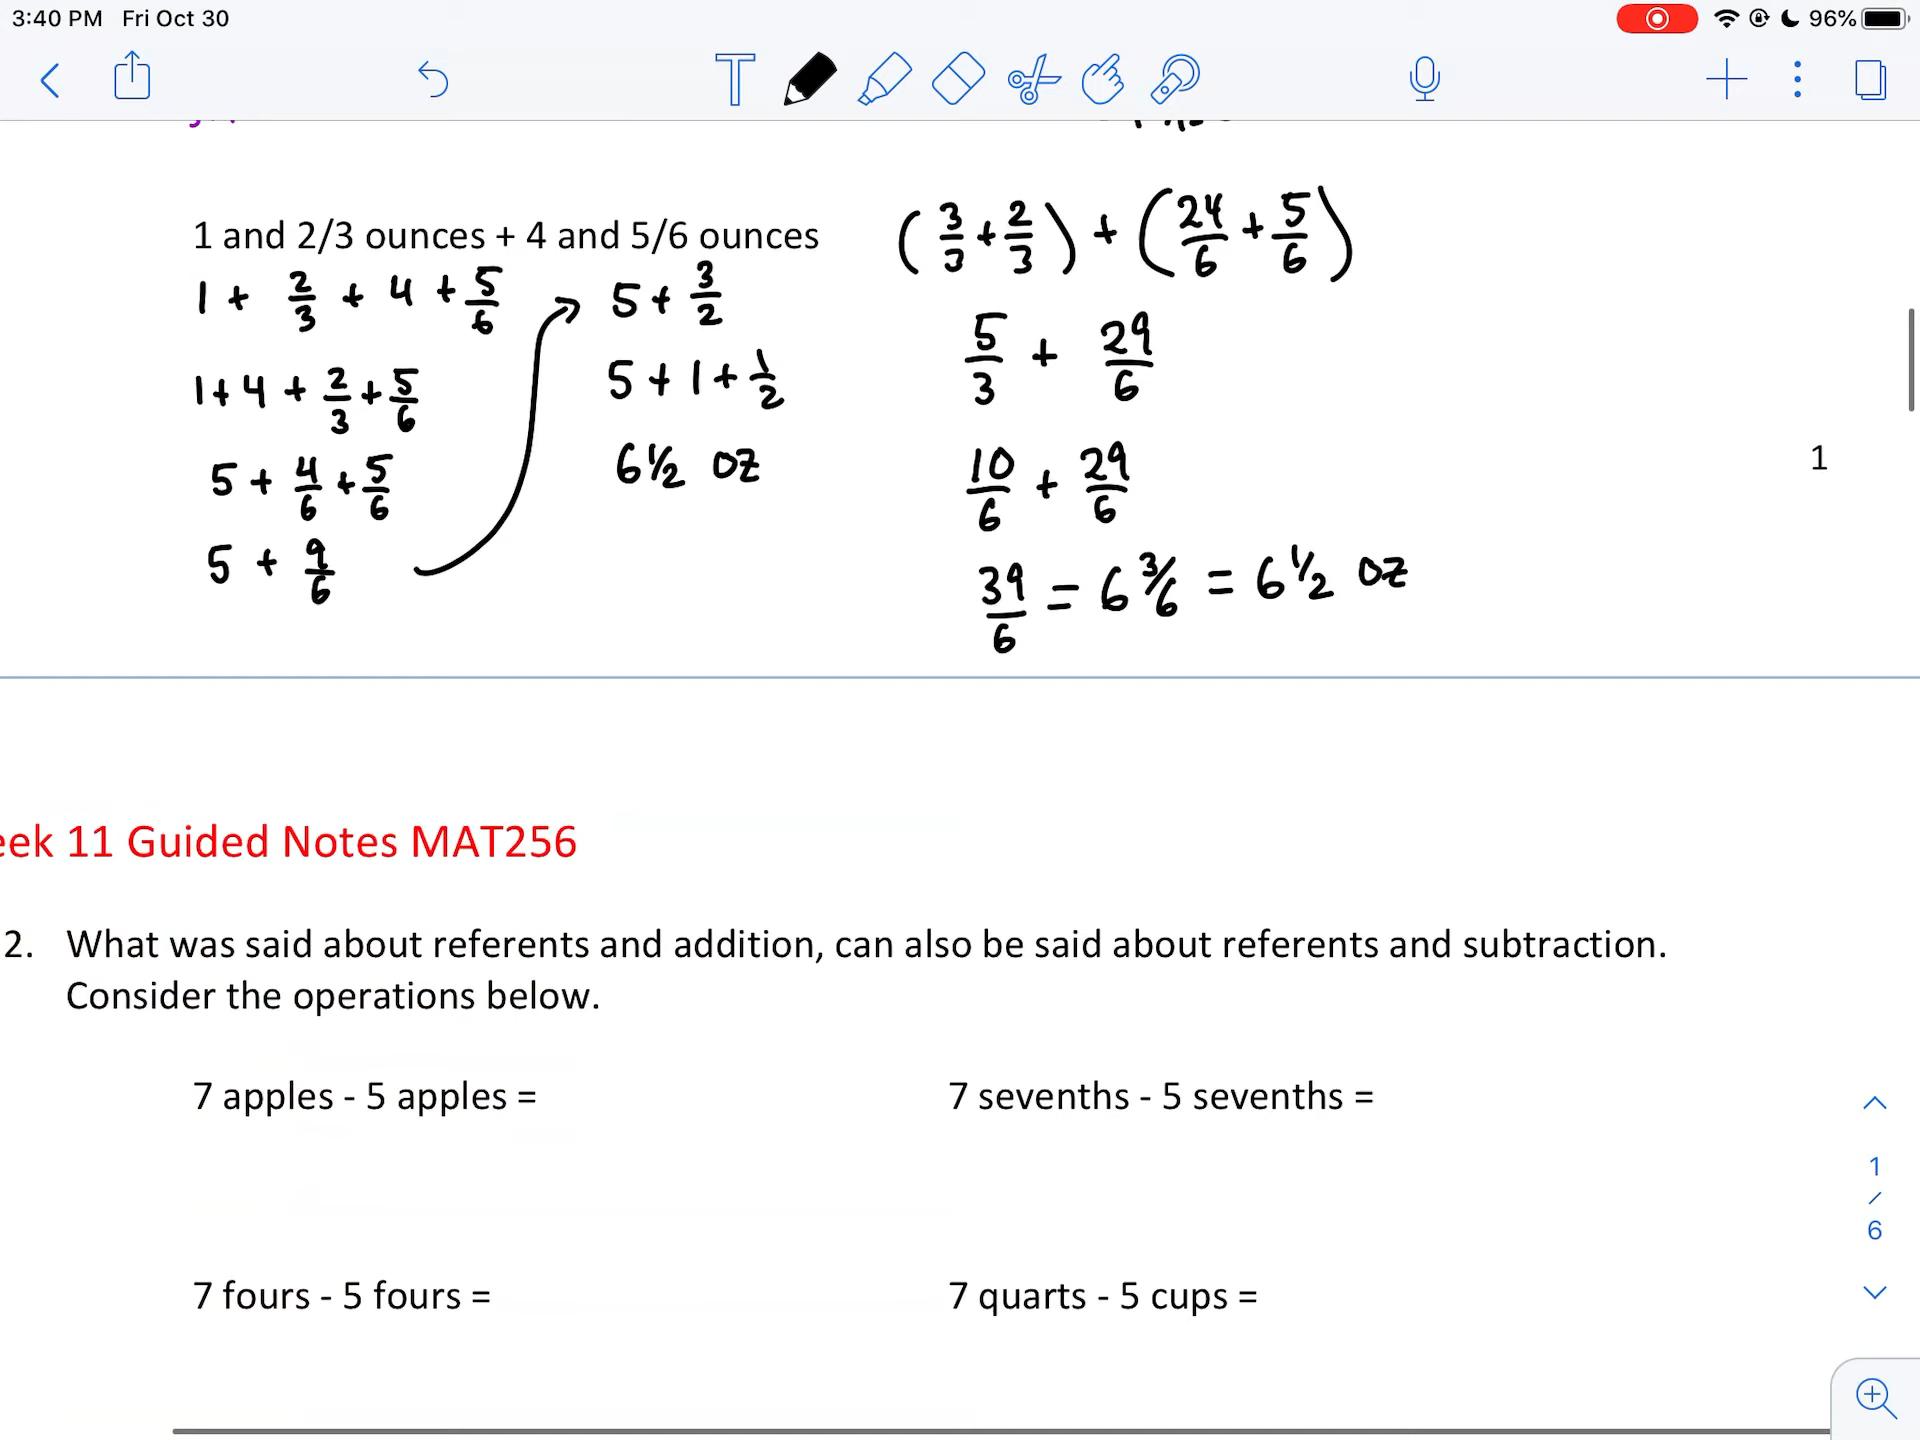 3:40 PM Fri Oct 30
96%
1 and 2/3 ounces + 4 and 5/6 ounces
1 + 2/3 + 4 + 5/6
1+4 + 2/3 + 5/6
5 + 4/6 + 5/6
5 + 9/6
5 + 3/2
5 + 1 + 1/2
6 1/2 oz
(3/3 + 2/3) + (24/6 + 5/6)
5/3 + 29/6
10/6 + 29/6
39/6 = 6 3/6 = 6 1/2 oz
1
eek 11 Guided Notes MAT256
2. What was said about referents and addition, can also be said about referents and subtraction.
Consider the operations below.
7 apples - 5 apples =
7 sevenths - 5 sevenths =
7 fours - 5 fours =
7 quarts - 5 cups =
1
/
6